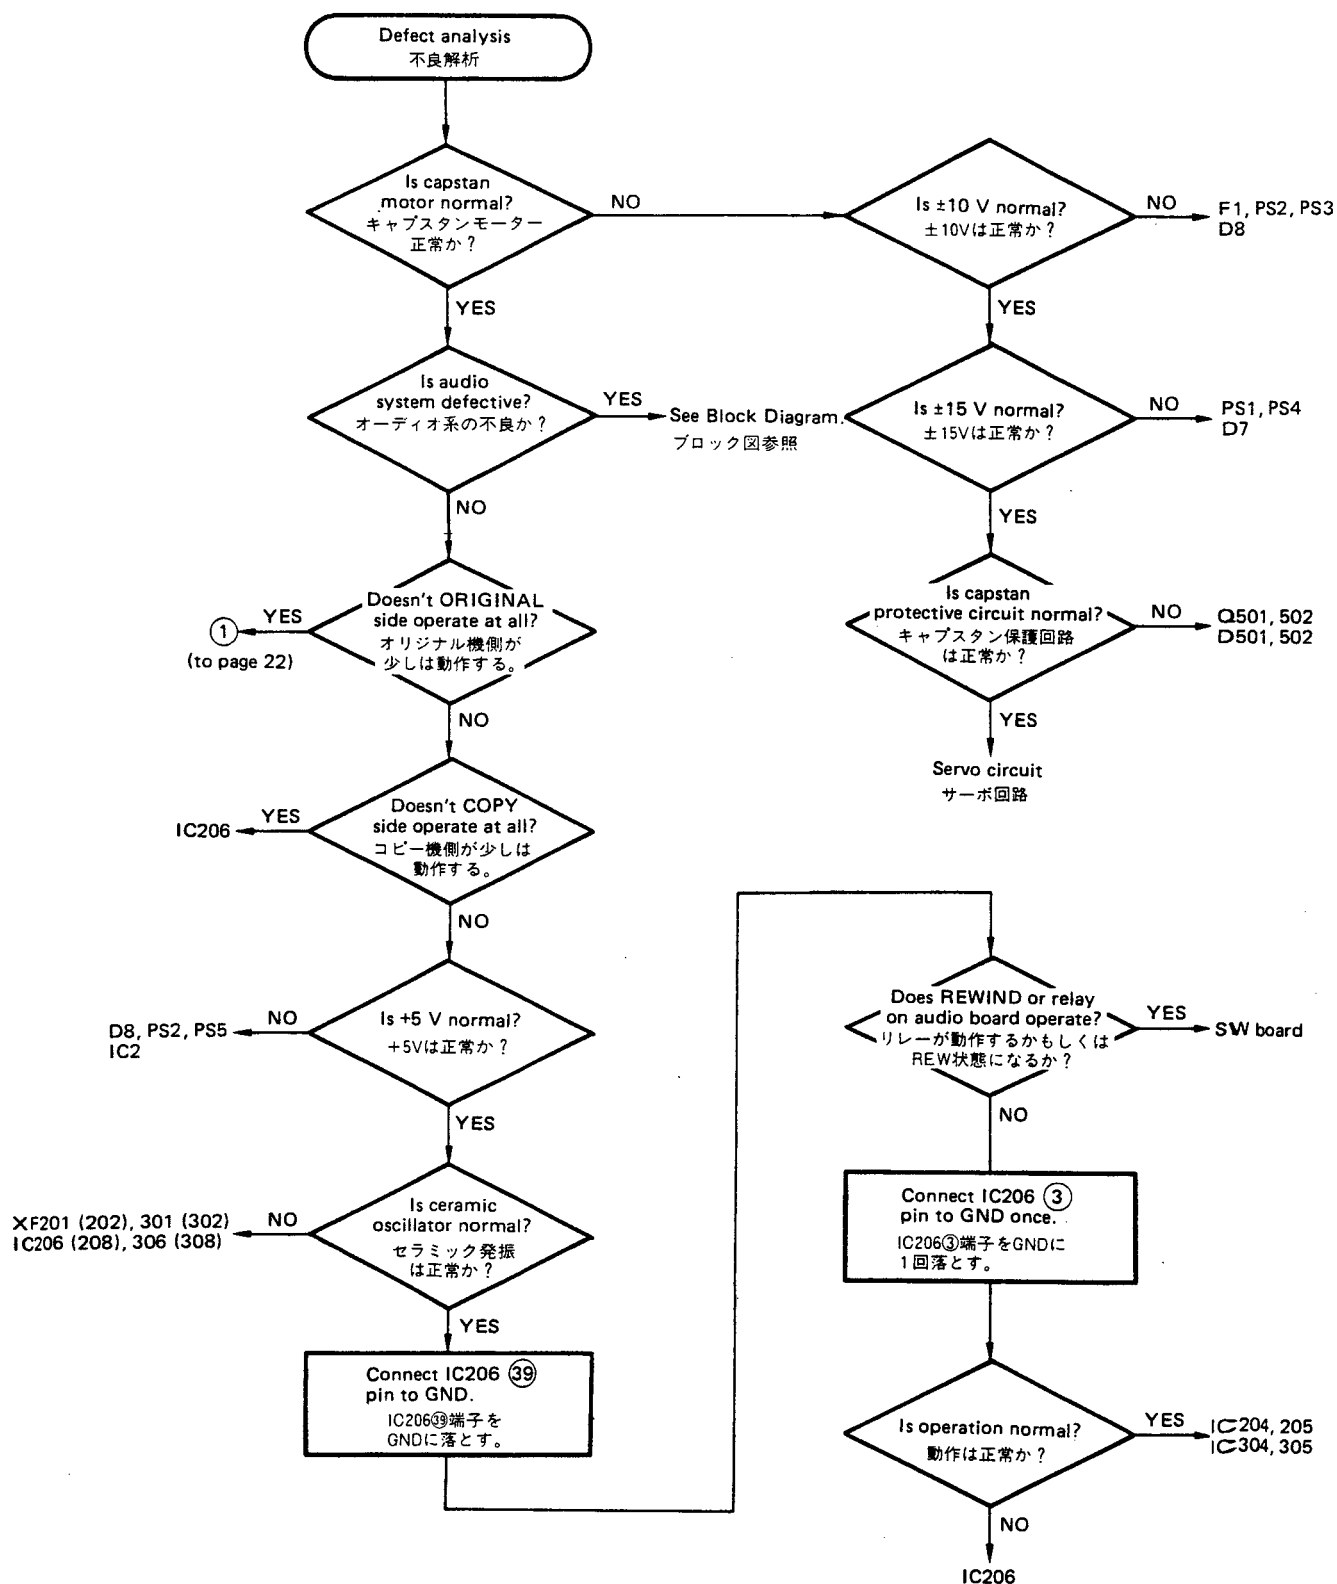 Defect analysis
不良解析
Is capstan
motor normal?
キャプスタンモーター
正常か？
NO
YES
Is ±10 V normal?
±10Vは正常か？
NO
F1, PS2, PS3
D8
YES
Is audio
system defective?
オーディオ系の不良か？
YES
See Block Diagram.
ブロック図参照
NO
Is ±15 V normal?
±15Vは正常か？
NO
PS1, PS4
D7
YES
Doesn't ORIGINAL
side operate at all?
オリジナル機側が
少しは動作する。
YES
①
(to page 22)
NO
Is capstan
protective circuit normal?
キャプスタン保護回路
は正常か？
NO
Q501, 502
D501, 502
YES
Servo circuit
サーボ回路
Doesn't COPY
side operate at all?
コピー機側が少しは
動作する。
YES
IC206
NO
Is +5 V normal?
+5Vは正常か？
NO
D8, PS2, PS5
IC2
YES
Is ceramic
oscillator normal?
セラミック発振
は正常か？
NO
XF201 (202), 301 (302)
IC206 (208), 306 (308)
YES
Connect IC206 ㊴
pin to GND.
IC206㊴端子を
GNDに落とす。
Does REWIND or relay
on audio board operate?
リレーが動作するかもしくは
REW状態になるか？
YES
SW board
NO
Connect IC206 ③
pin to GND once.
IC206③端子をGNDに
1回落とす。
Is operation normal?
動作は正常か？
YES
IC204, 205
IC304, 305
NO
IC206